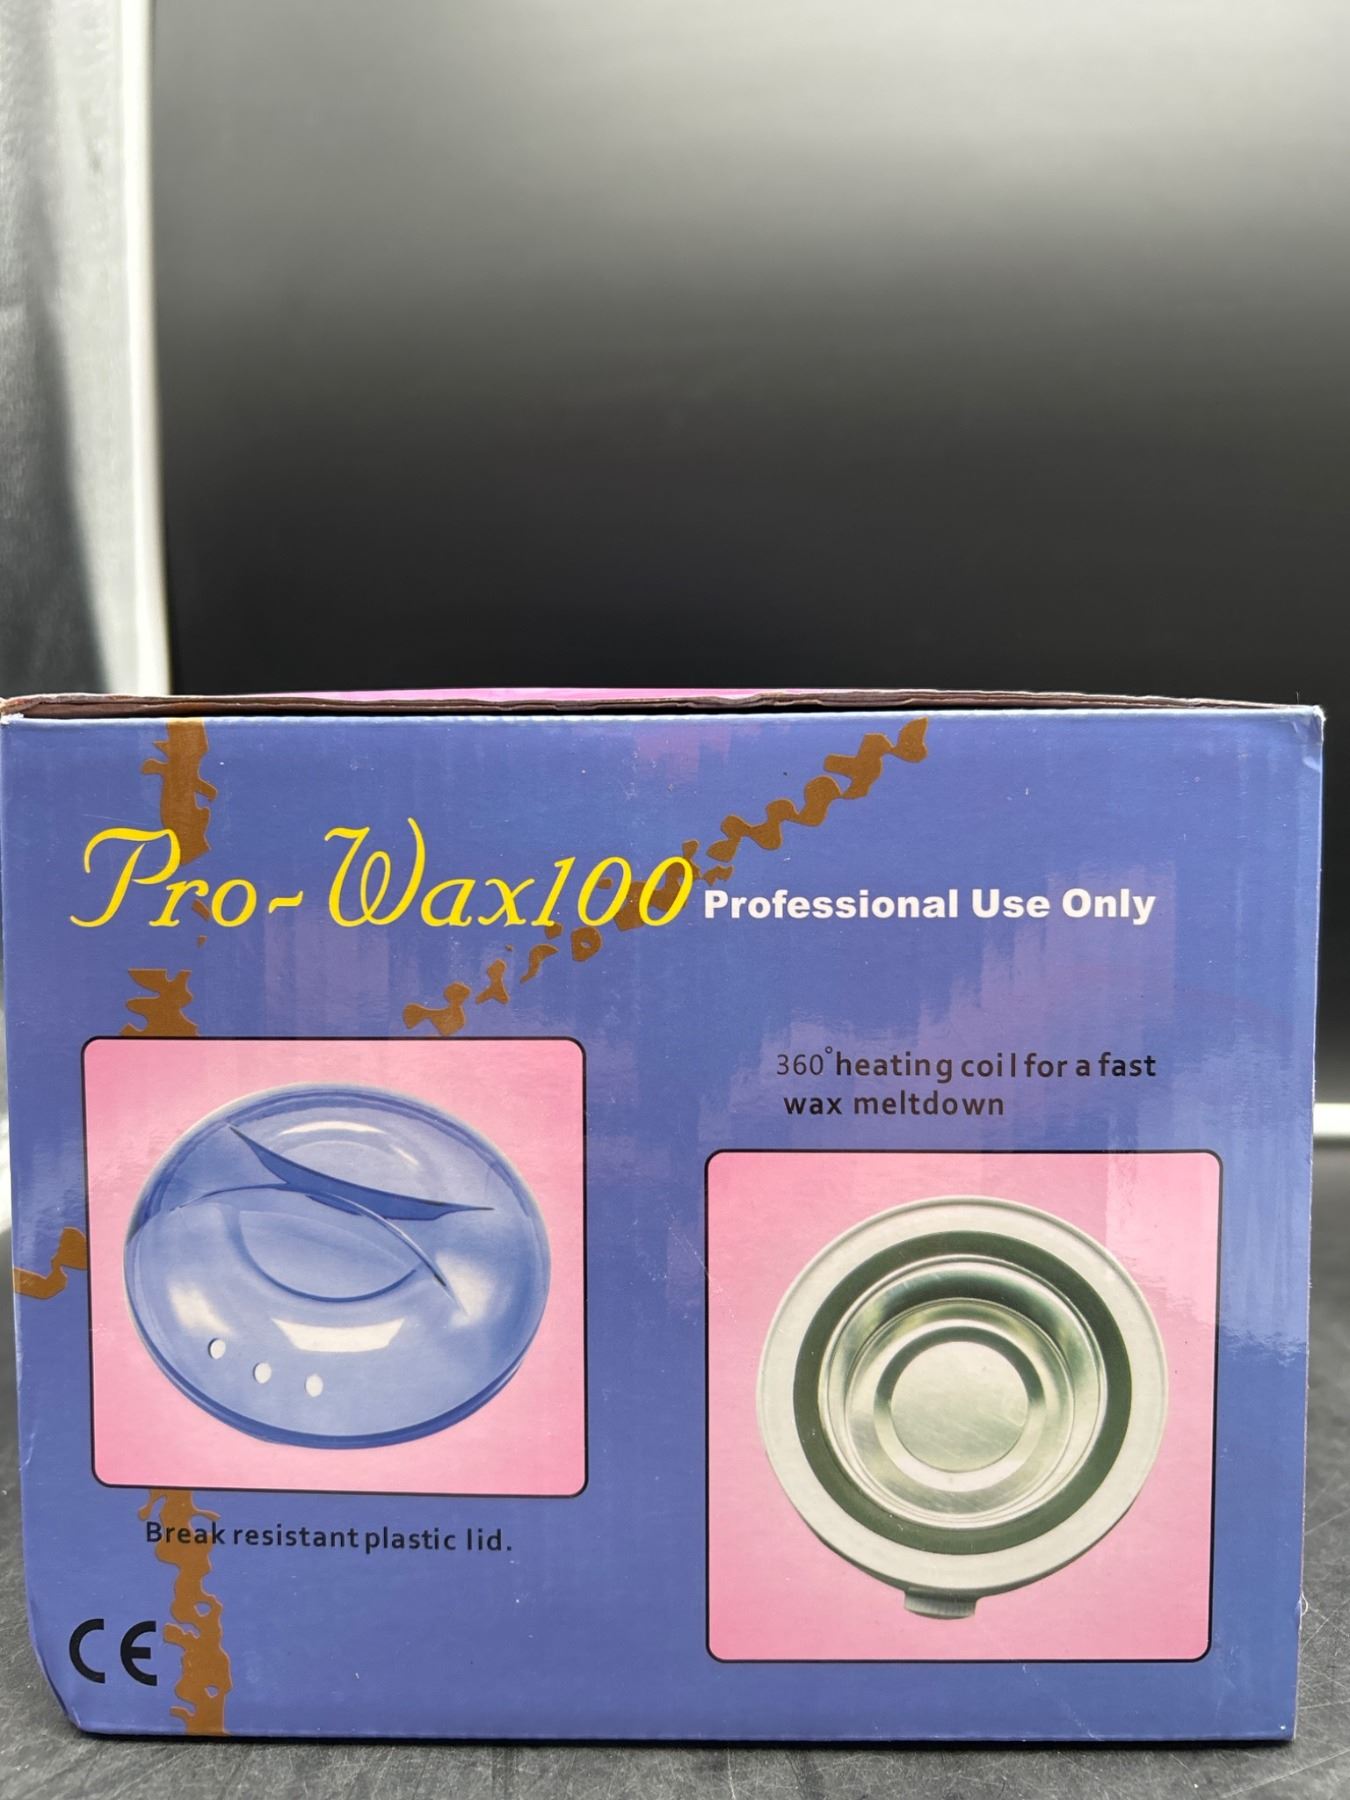 Pro-Wax100 Professional Use Only
360°heating coil for a fast
wax meltdown
Break resistant plastic lid.
CE